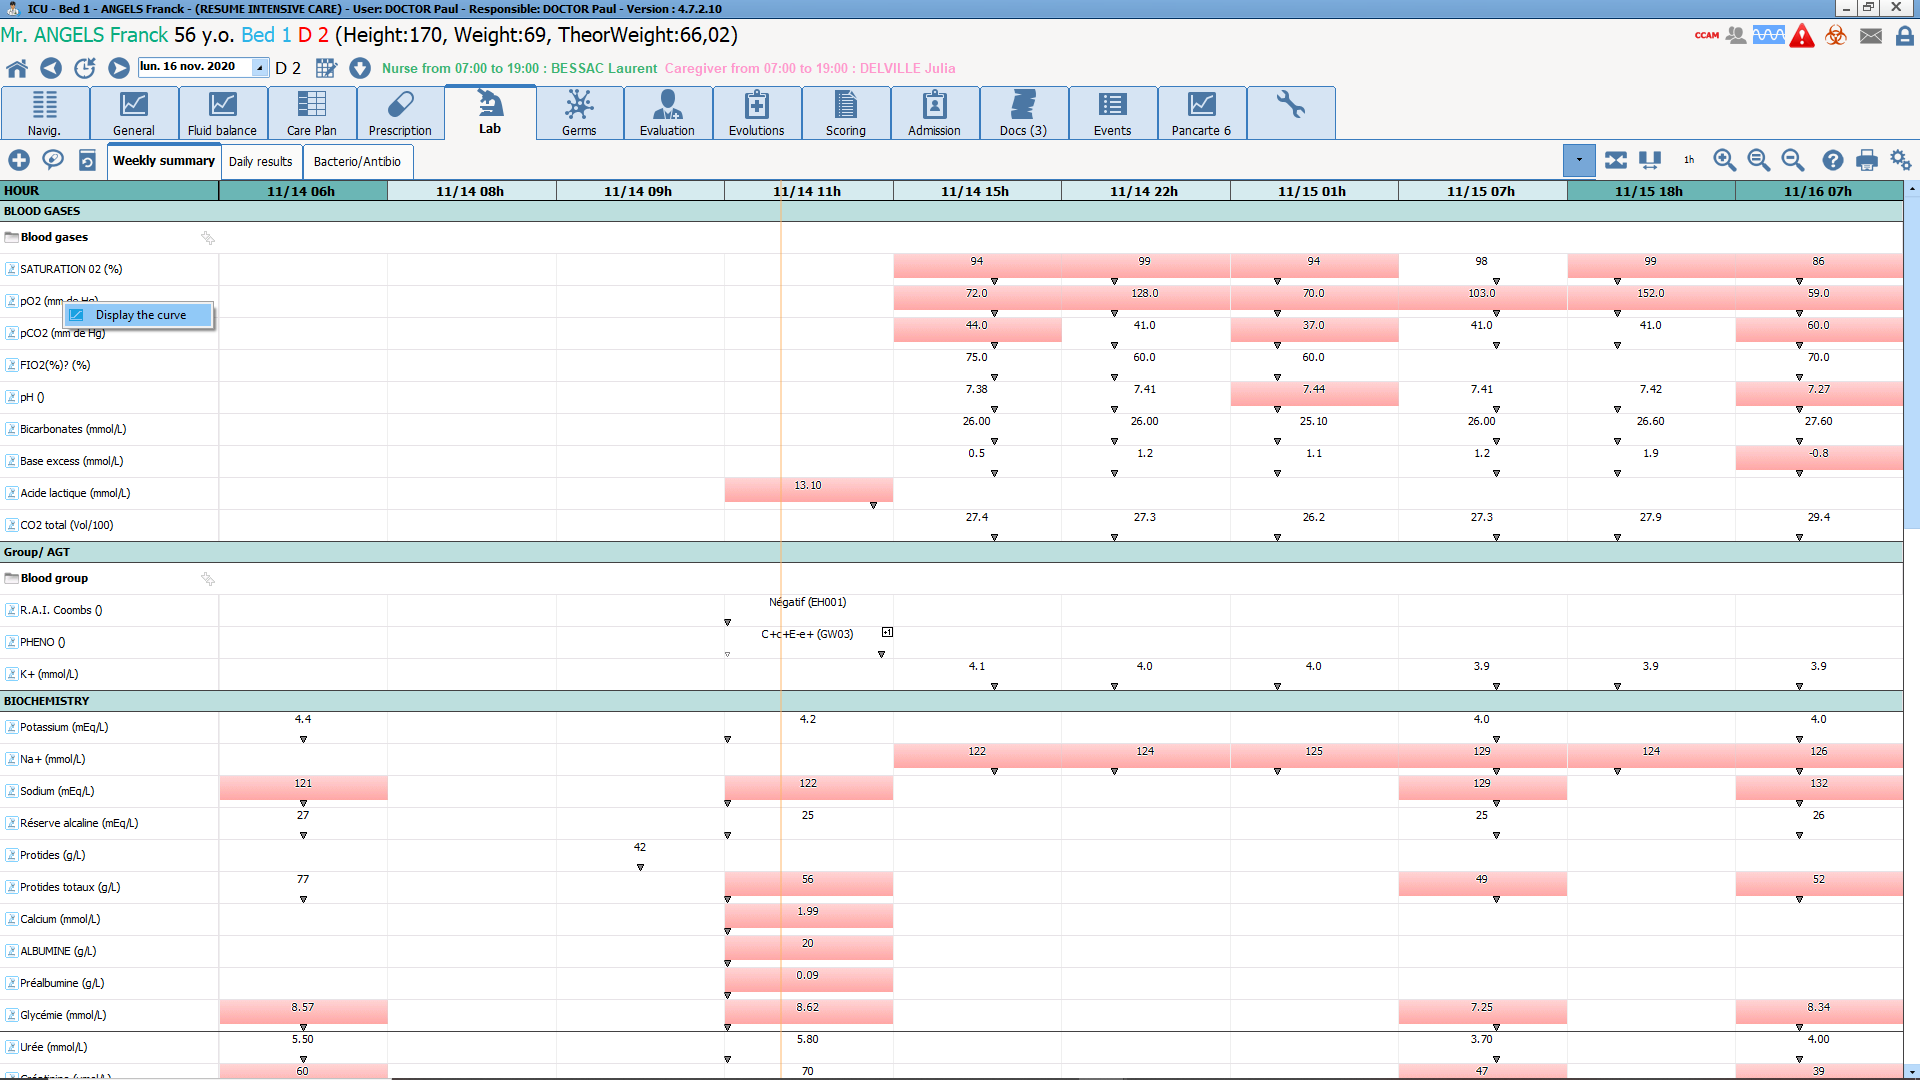 ICU - Bed 1 - ANGELS Franck - (RESUME INTENSIVE CARE) - User: DOCTOR Paul - Responsible: DOCTOR Paul - Version : 4.7.2.10
Mr. ANGELS Franck 56 y.o. Bed 1 D 2 (Height:170, Weight:69, TheorWeight:66,02)
CCAM
lun. 16 nov. 2020 D 2 Nurse from 07:00 to 19:00 : BESSAC Laurent Caregiver from 07:00 to 19:00 : DELVILLE Julia
Navig. General Fluid balance Care Plan Prescription Lab Germs Evaluation Evolutions Scoring Admission Docs (3) Events Pancarte 6
Weekly summary Daily results Bacterio/Antibio 1h
HOUR 11/14 06h 11/14 08h 11/14 09h 11/14 11h 11/14 15h 11/14 22h 11/15 01h 11/15 07h 11/15 18h 11/16 07h
BLOOD GASES
Blood gases
SATURATION 02 (%) 94 99 94 98 99 86
pO2 (mm de Hg) 72.0 128.0 70.0 103.0 152.0 59.0
Display the curve
pCO2 (mm de Hg) 44.0 41.0 37.0 41.0 41.0 60.0
FIO2(%)? (%) 75.0 60.0 60.0 70.0
pH () 7.38 7.41 7.44 7.41 7.42 7.27
Bicarbonates (mmol/L) 26.00 26.00 25.10 26.00 26.60 27.60
Base excess (mmol/L) 0.5 1.2 1.1 1.2 1.9 -0.8
Acide lactique (mmol/L) 13.10
CO2 total (Vol/100) 27.4 27.3 26.2 27.3 27.9 29.4
Group/ AGT
Blood group
R.A.I. Coombs () Négatif (EH001)
PHENO () C+c+E-e+ (GW03) +1
K+ (mmol/L) 4.1 4.0 4.0 3.9 3.9 3.9
BIOCHEMISTRY
Potassium (mEq/L) 4.4 4.2 4.0 4.0
Na+ (mmol/L) 122 124 125 129 124 126
Sodium (mEq/L) 121 122 129 132
Réserve alcaline (mEq/L) 27 25 25 26
Protides (g/L) 42
Protides totaux (g/L) 77 56 49 52
Calcium (mmol/L) 1.99
ALBUMINE (g/L) 20
Préalbumine (g/L) 0.09
Glycémie (mmol/L) 8.57 8.62 7.25 8.34
Urée (mmol/L) 5.50 5.80 3.70 4.00
60 70 47 39